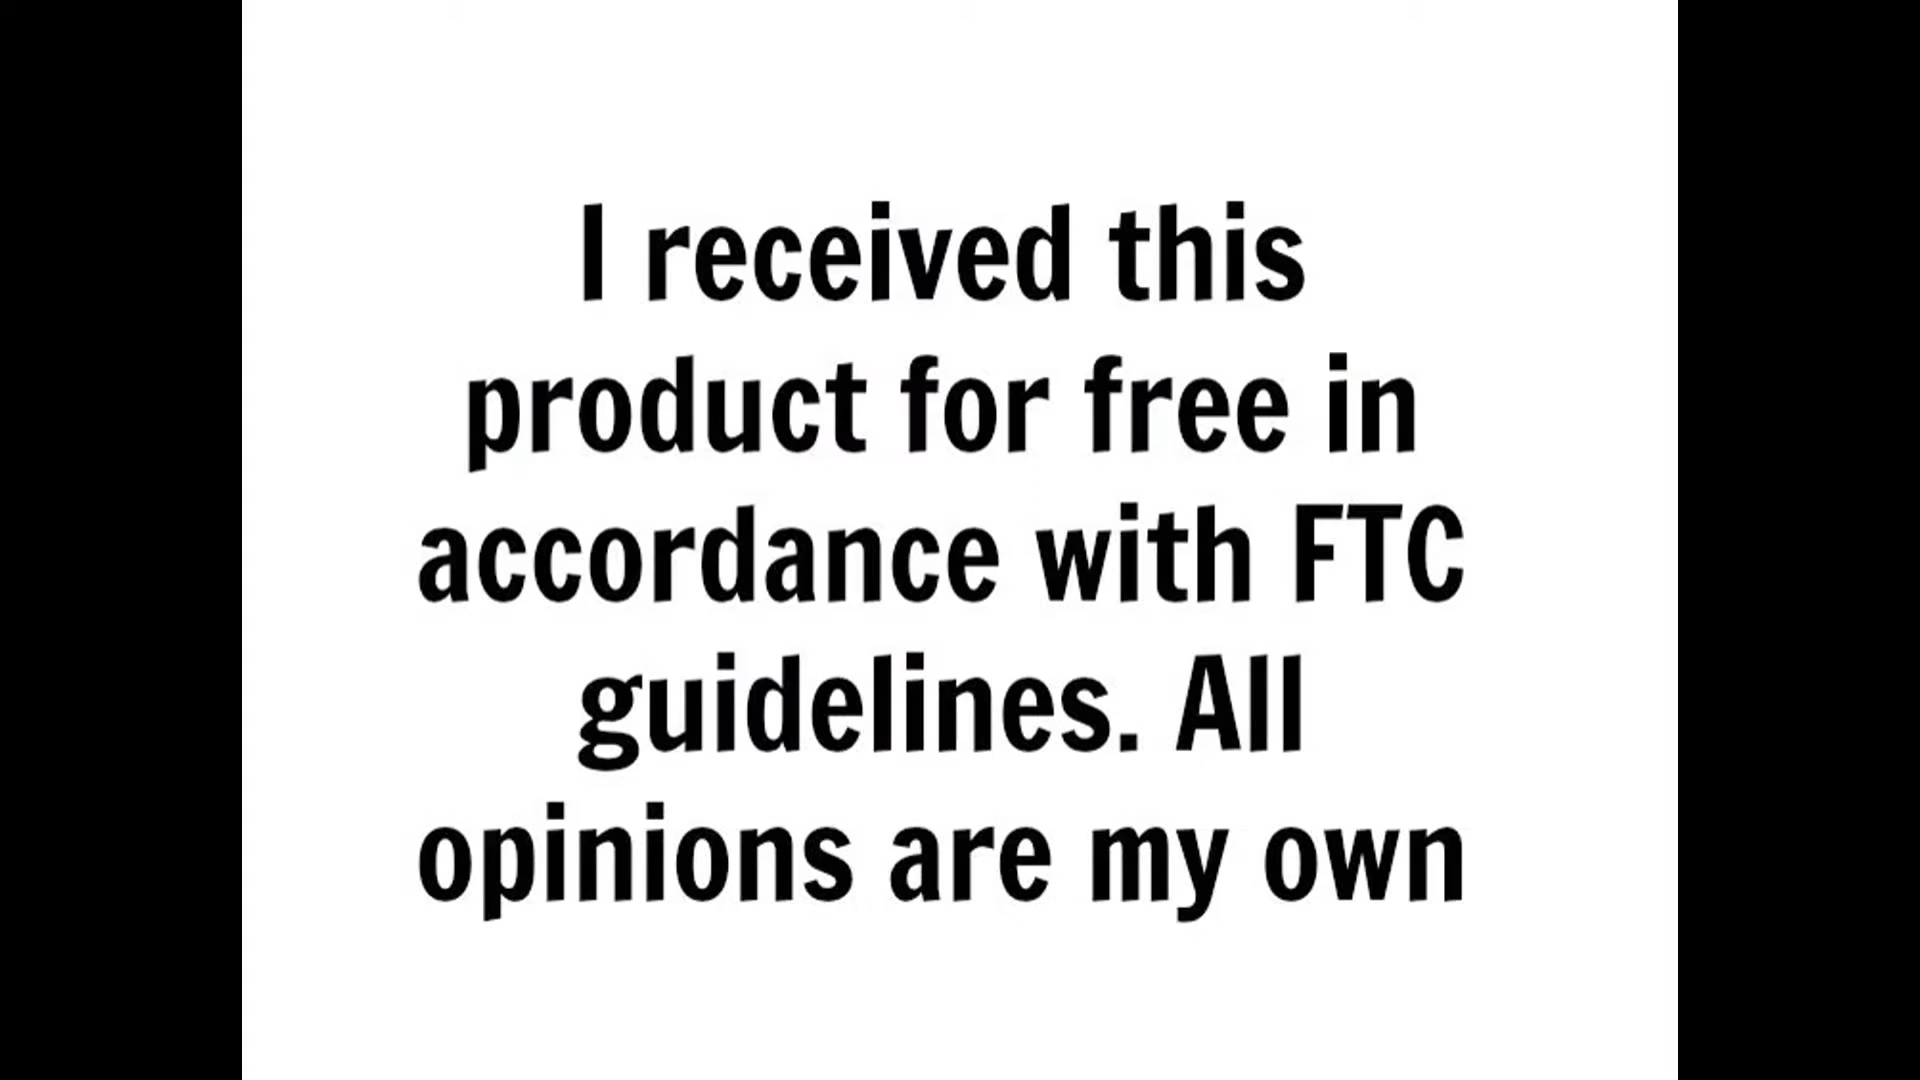 I received this
product for free in
accordance with FTC
guidelines. All
opinions are my own